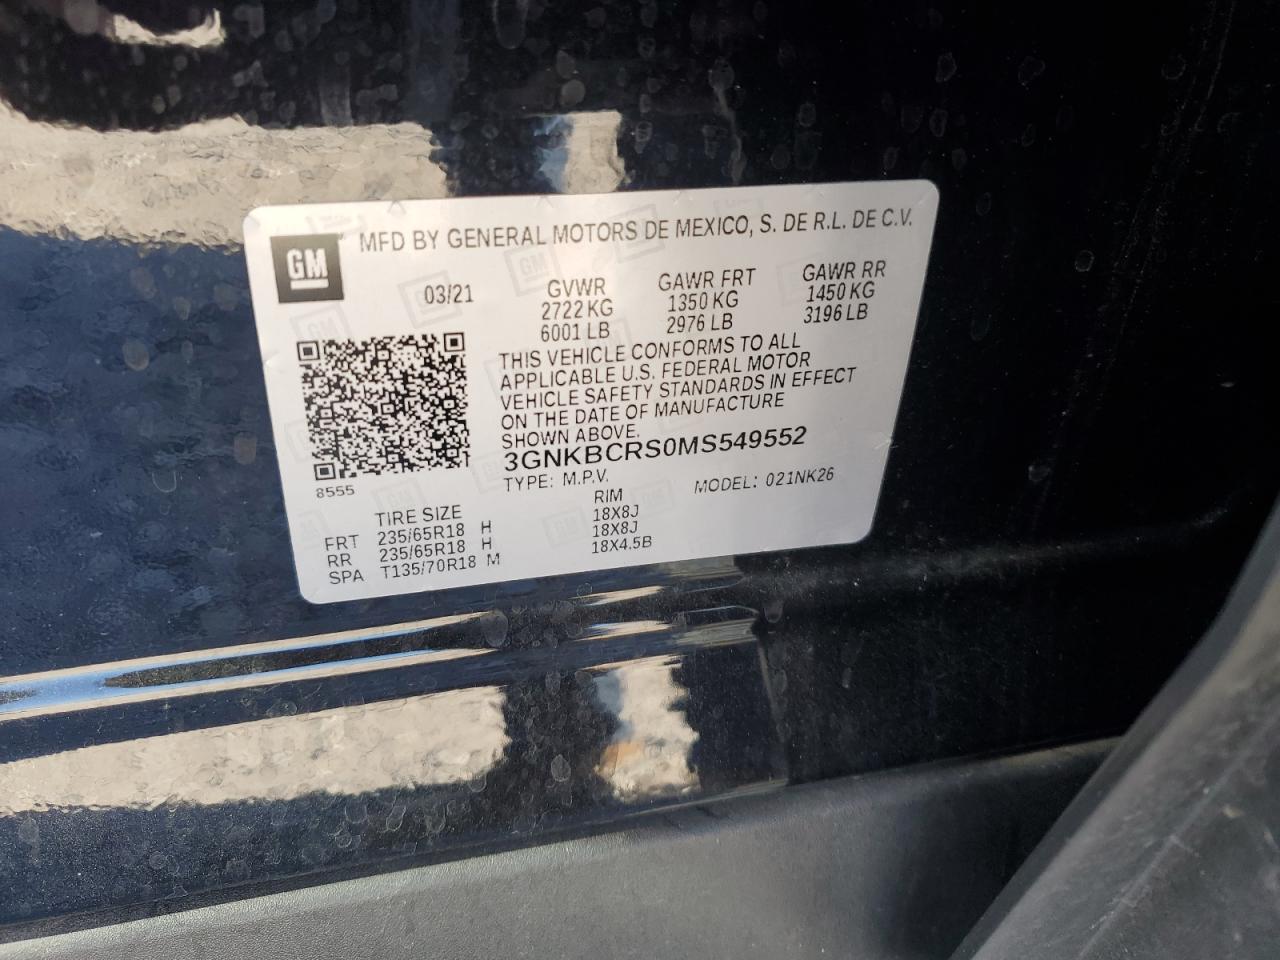 GM
MFD BY GENERAL MOTORS DE MEXICO, S. DE R.L. DE C.V.
03/21
GVWR GAWR FRT GAWR RR
2722 KG 1350 KG 1450 KG
6001 LB 2976 LB 3196 LB
THIS VEHICLE CONFORMS TO ALL
APPLICABLE U.S. FEDERAL MOTOR
VEHICLE SAFETY STANDARDS IN EFFECT
ON THE DATE OF MANUFACTURE
SHOWN ABOVE.
3GNKBCRS0MS549552
8555
TYPE: M.P.V. MODEL: 021NK26
TIRE SIZE RIM
FRT 235/65R18 H 18X8J
RR 235/65R18 H 18X8J
SPA T135/70R18 M 18X4.5B